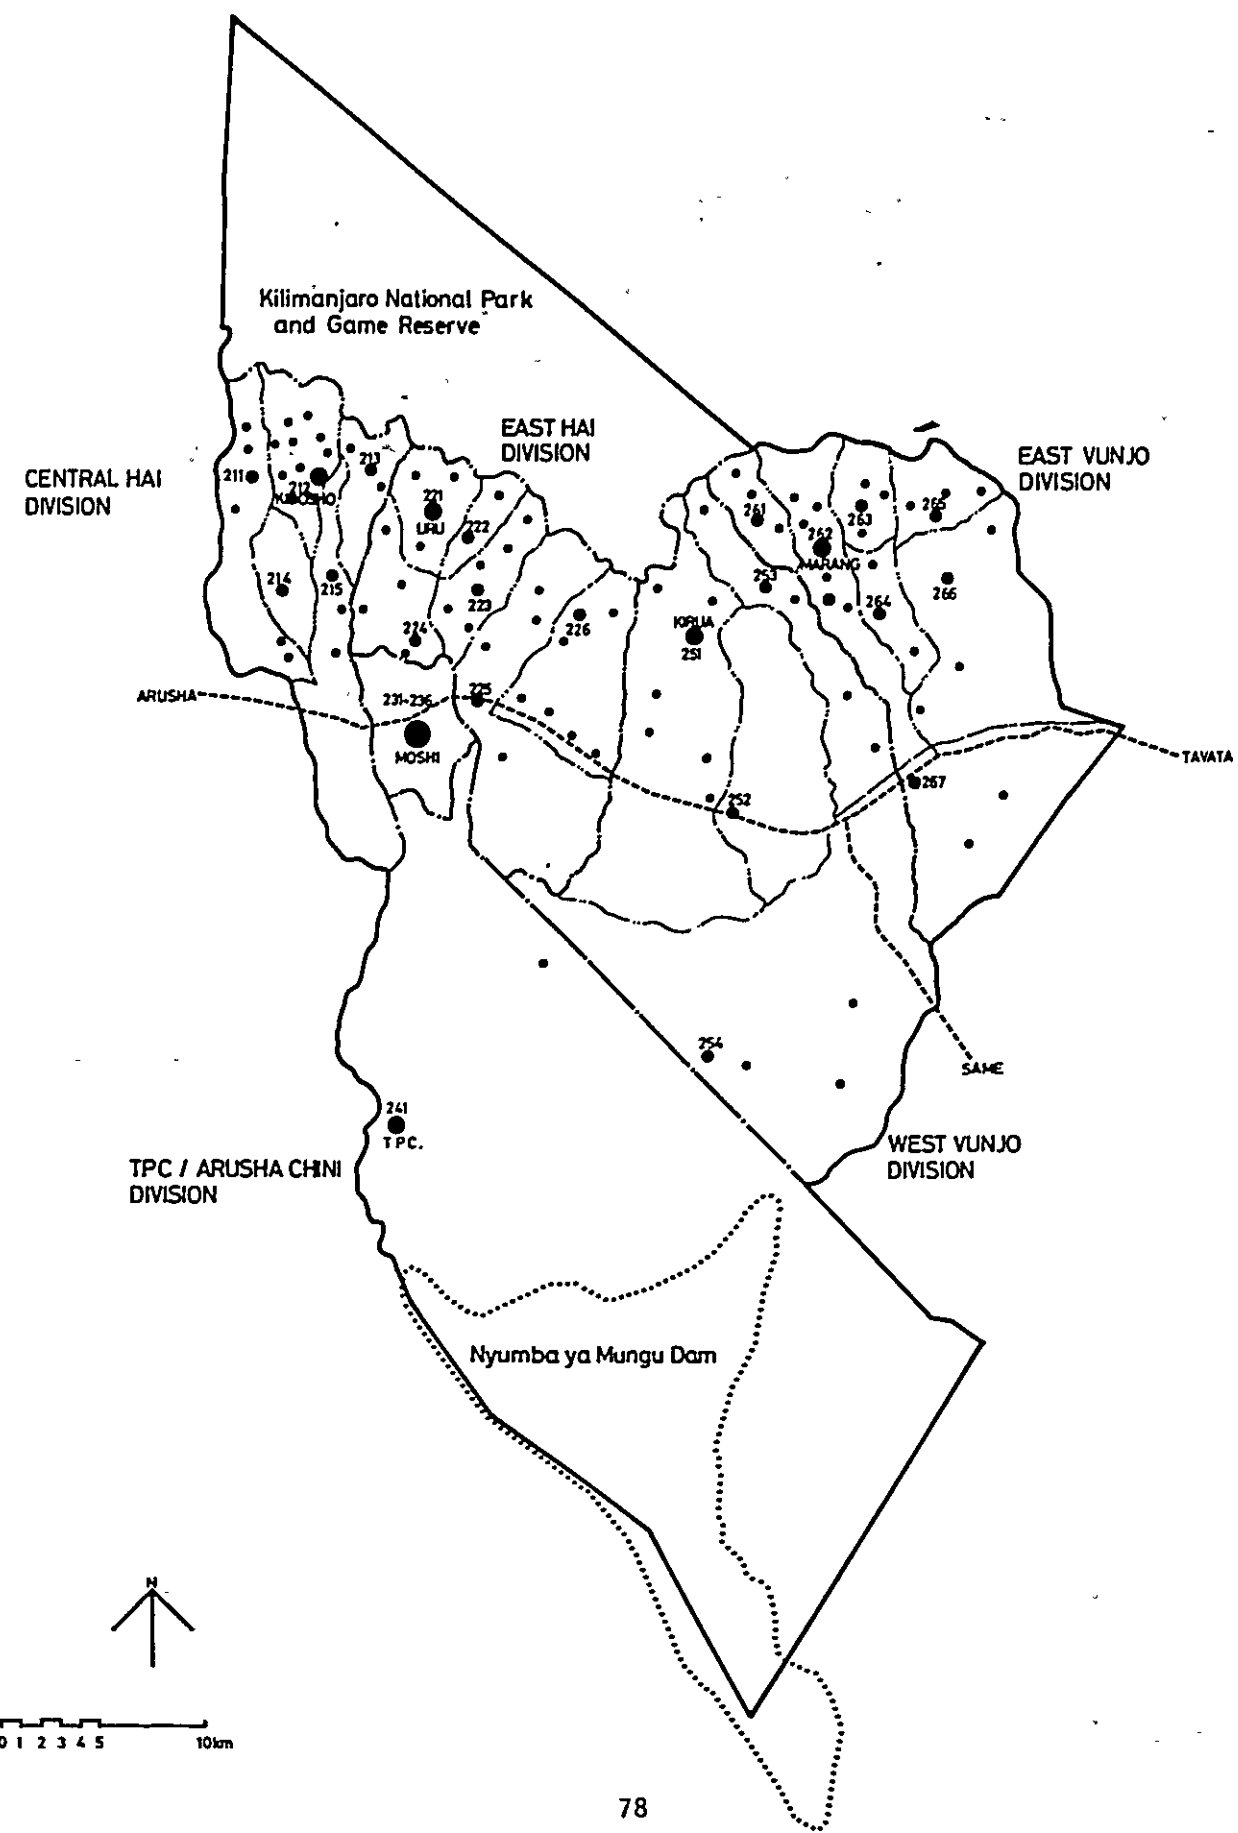 Kilimanjaro National Park
and Game Reserve
EAST HAI
DIVISION
EAST VUNJO
DIVISION
CENTRAL HAI
DIVISION
211
212
KIBOSHO
213
221
URU
222
261
262
MARANG
263
265
214
215
223
224
226
253
264
266
KIRUA
251
ARUSHA
231-236
MOSHI
225
TAVATA
252
267
254
SAME
241
T.P.C.
WEST VUNJO
DIVISION
TPC / ARUSHA CHINI
DIVISION
Nyumba ya Mungu Dam
N
0 1 2 3 4 5 10km
78